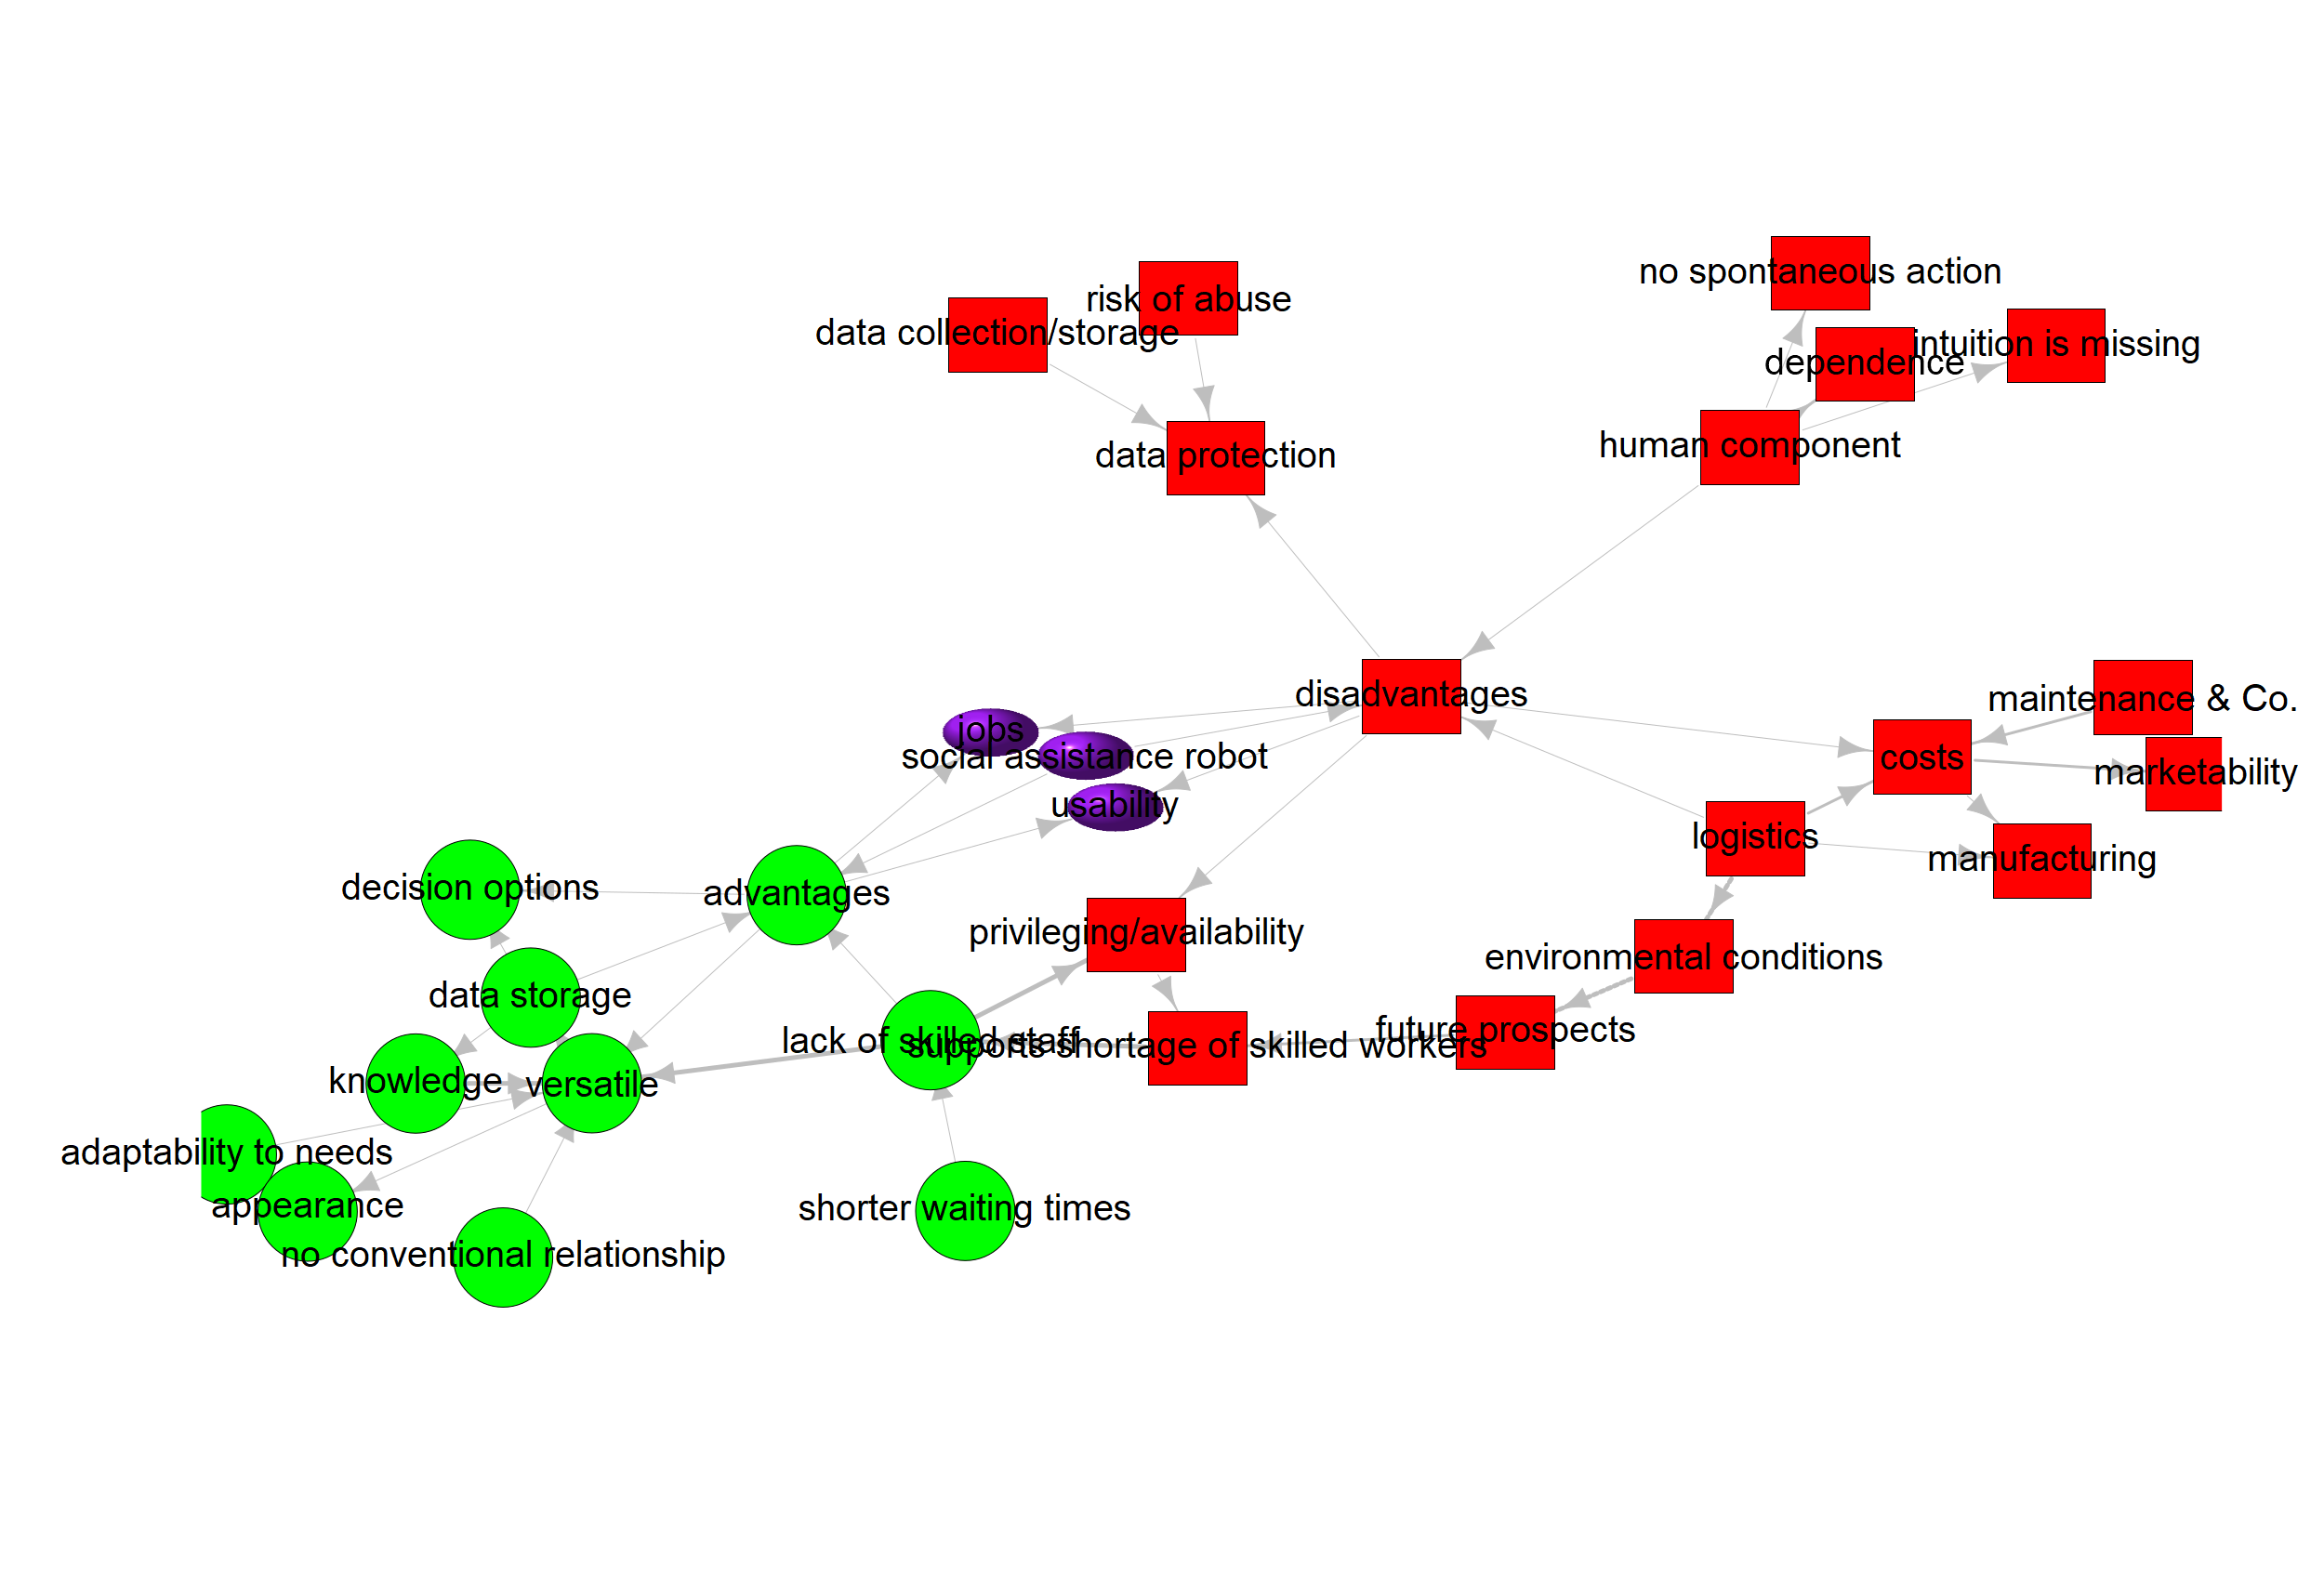 no spontaneous action
risk of abuse
data collection/storage
intuition is missing
dependence
human component
data protection
disadvantages
maintenance & Co.
jobs
social assistance robot
costs
marketability
usability
logistics
manufacturing
decision options
advantages
privileging/availability
environmental conditions
data storage
future prospects
lack of skilled staff
supports shortage of skilled workers
knowledge
versatile
adaptability to needs
appearance
shorter waiting times
no conventional relationship